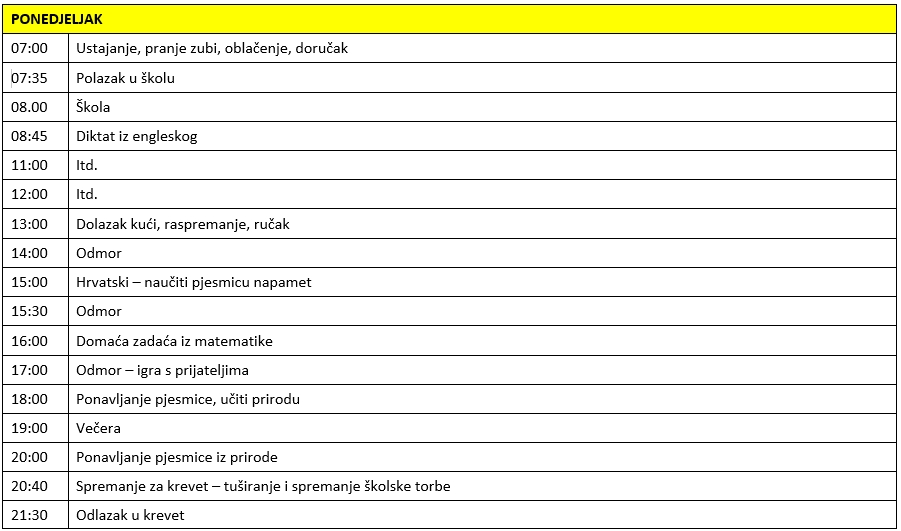 PONEDJELJAK
07:00 Ustajanje, pranje zubi, oblačenje, doručak
07:35 Polazak u školu
08.00 Škola
08:45 Diktat iz engleskog
11:00 Itd.
12:00 Itd.
13:00 Dolazak kući, raspremanje, ručak
14:00 Odmor
15:00 Hrvatski – naučiti pjesmicu napamet
15:30 Odmor
16:00 Domaća zadaća iz matematike
17:00 Odmor – igra s prijateljima
18:00 Ponavljanje pjesmice, učiti prirodu
19:00 Večera
20:00 Ponavljanje pjesmice iz prirode
20:40 Spremanje za krevet – tuširanje i spremanje školske torbe
21:30 Odlazak u krevet